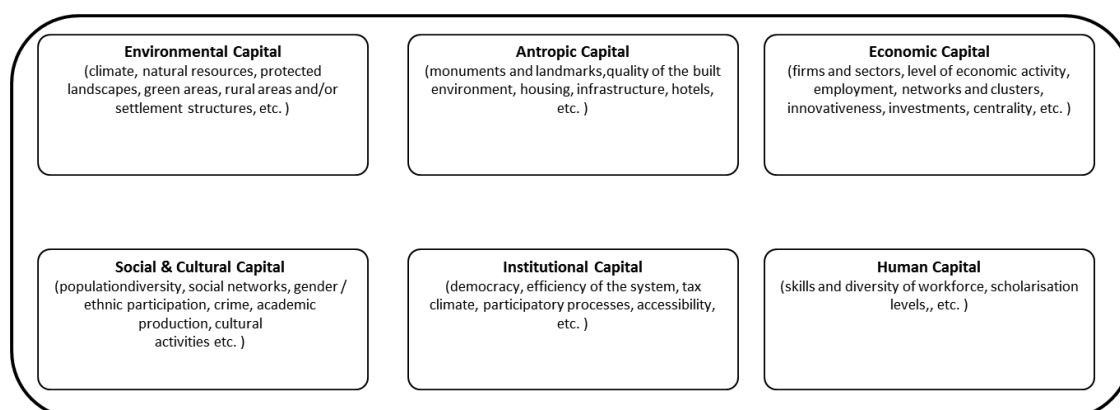 Environmental Capital
(climate, natural resources, protected
landscapes, green areas, rural areas and/or
settlement structures, etc. )
Antropic Capital
(monuments and landmarks,quality of the built
environment, housing, infrastructure, hotels,
etc. )
Economic Capital
(firms and sectors, level of economic activity,
employment, networks and clusters,
innovativeness, investments, centrality, etc. )
Social & Cultural Capital
(populationdiversity, social networks, gender /
ethnic participation, crime, academic
production, cultural
activities etc. )
Institutional Capital
(democracy, efficiency of the system, tax
climate, participatory processes, accessibility,
etc. )
Human Capital
(skills and diversity of workforce, scholarisation
levels,, etc. )